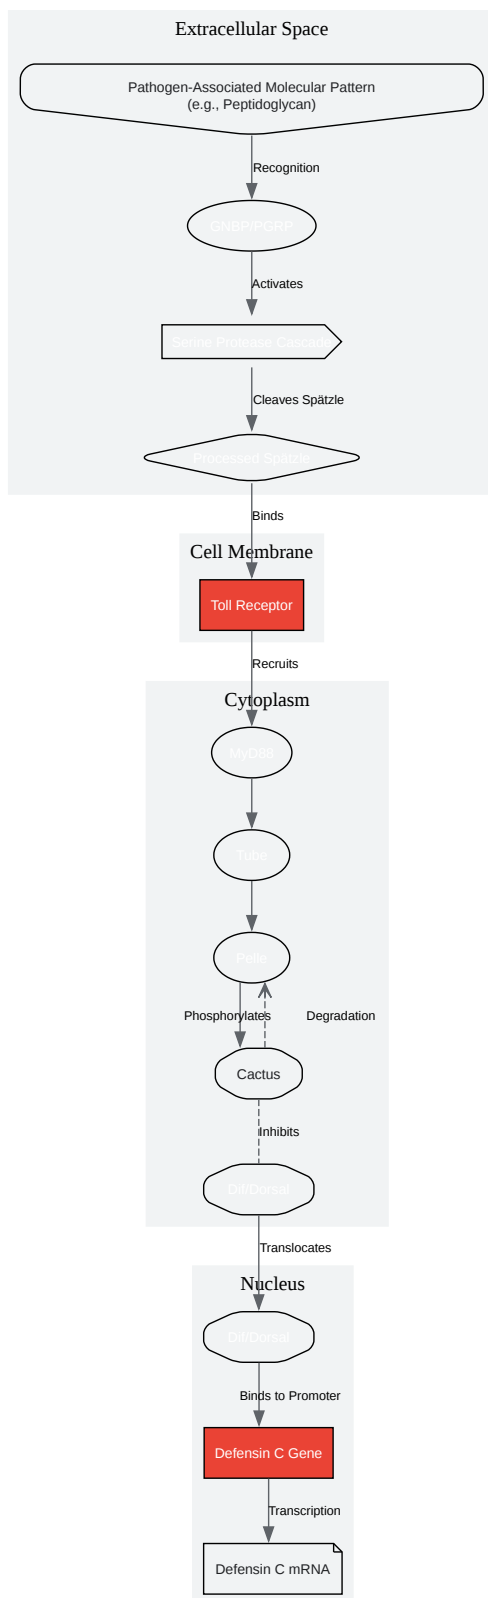 Extracellular Space
Pathogen-Associated Molecular Pattern
(e.g., Peptidoglycan)
Recognition
GNBP/PGRP
Activates
Serine Protease Cascade
Cleaves Spätzle
Processed Spätzle
Binds
Cell Membrane
Toll Receptor
Recruits
Cytoplasm
MyD88
Tube
Pelle
Phosphorylates
Degradation
Cactus
Inhibits
Dif/Dorsal
Translocates
Nucleus
Dif/Dorsal
Binds to Promoter
Defensin C Gene
Transcription
Defensin C mRNA